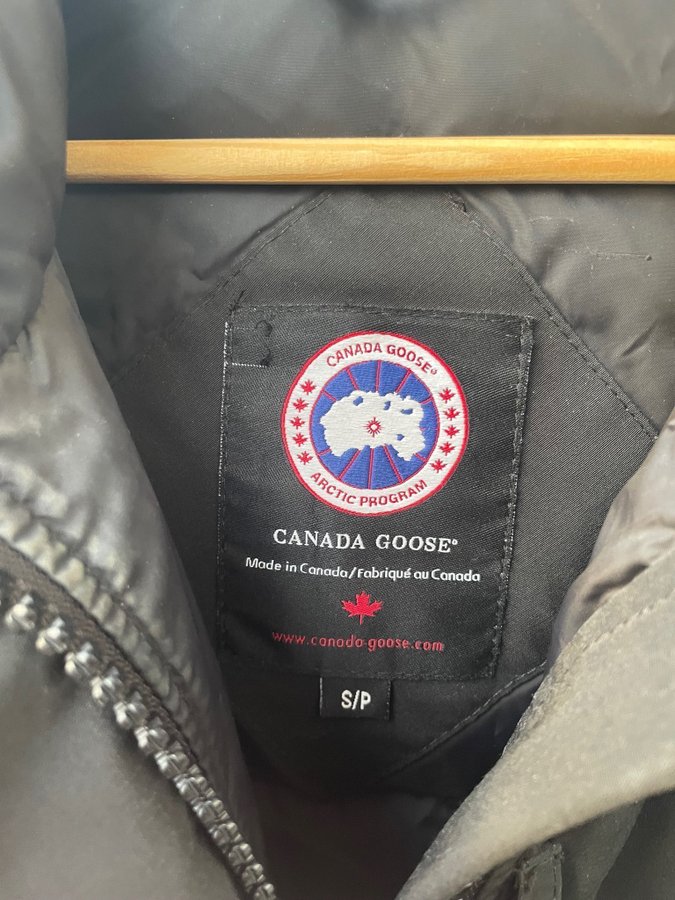 CANADA GOOSE®
ARCTIC PROGRAM
CANADA GOOSE®
Made in Canada/Fabriqué au Canada
www.canada-goose.com
S/P